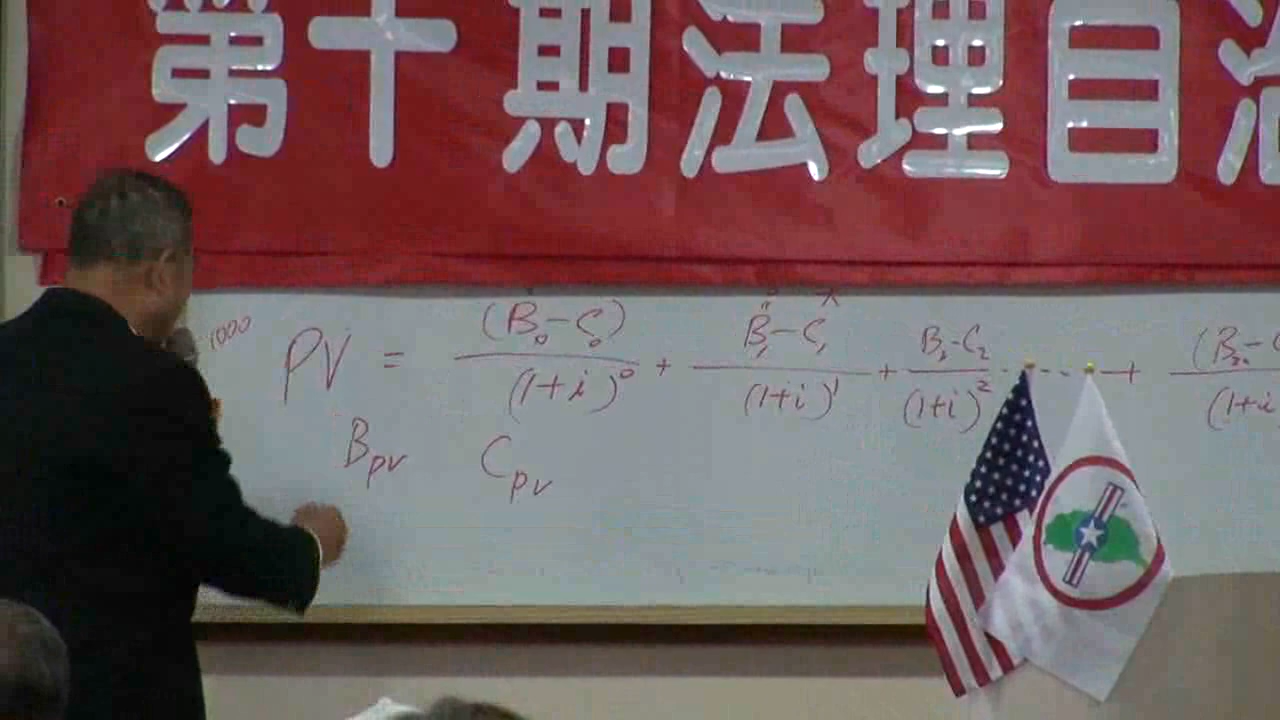 第十期法理自治
1000
PV = (B₀-C₀)/(1+i)⁰ + B₁-C₁/(1+i)¹ + B₂-C₂/(1+i)² ---- + (B
Bpv Cpv